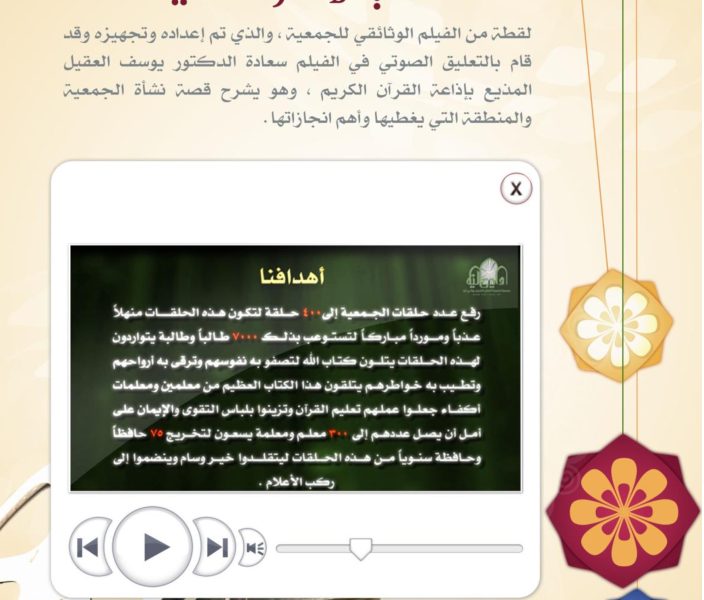 لقطة من الفيلم الوثائقي للجمعية ، والذي تم إعداده وتجهيزه وقد
قام بالتعليق الصوتي في الفيلم سعادة الدكتور يوسف العقيل
المذيع بإذاعة القرآن الكريم ، وهو يشرح قصة نشأة الجمعية
والمنطقة التي يغطيها وأهم انجازاتها .
X
أهدافنا
رفع عدد حلقات الجمعية إلى ٤٠٠ حلقة لتكون هذه الحلقات منهلاً
عذباً ومورداً مباركاً لتستوعب بذلك ٧٠٠٠ طالباً وطالبة يتواردون
لهذه الحلقات يتلون كتاب الله لتصفو به نفوسهم وترقى به أرواحهم
وتطيب به خواطرهم يتلقون هذا الكتاب العظيم من معلمين ومعلمات
أكفاء جعلوا عملهم تعليم القرآن وتزينوا بلباس التقوى والإيمان على
أمل أن يصل عددهم إلى ٣٠٠ معلم ومعلمة يسعون لتخريج ٧٥ حافظاً
وحافظة سنوياً من هذه الحلقات ليتقلدوا خير وسام وينضموا إلى
ركب الأعلام .